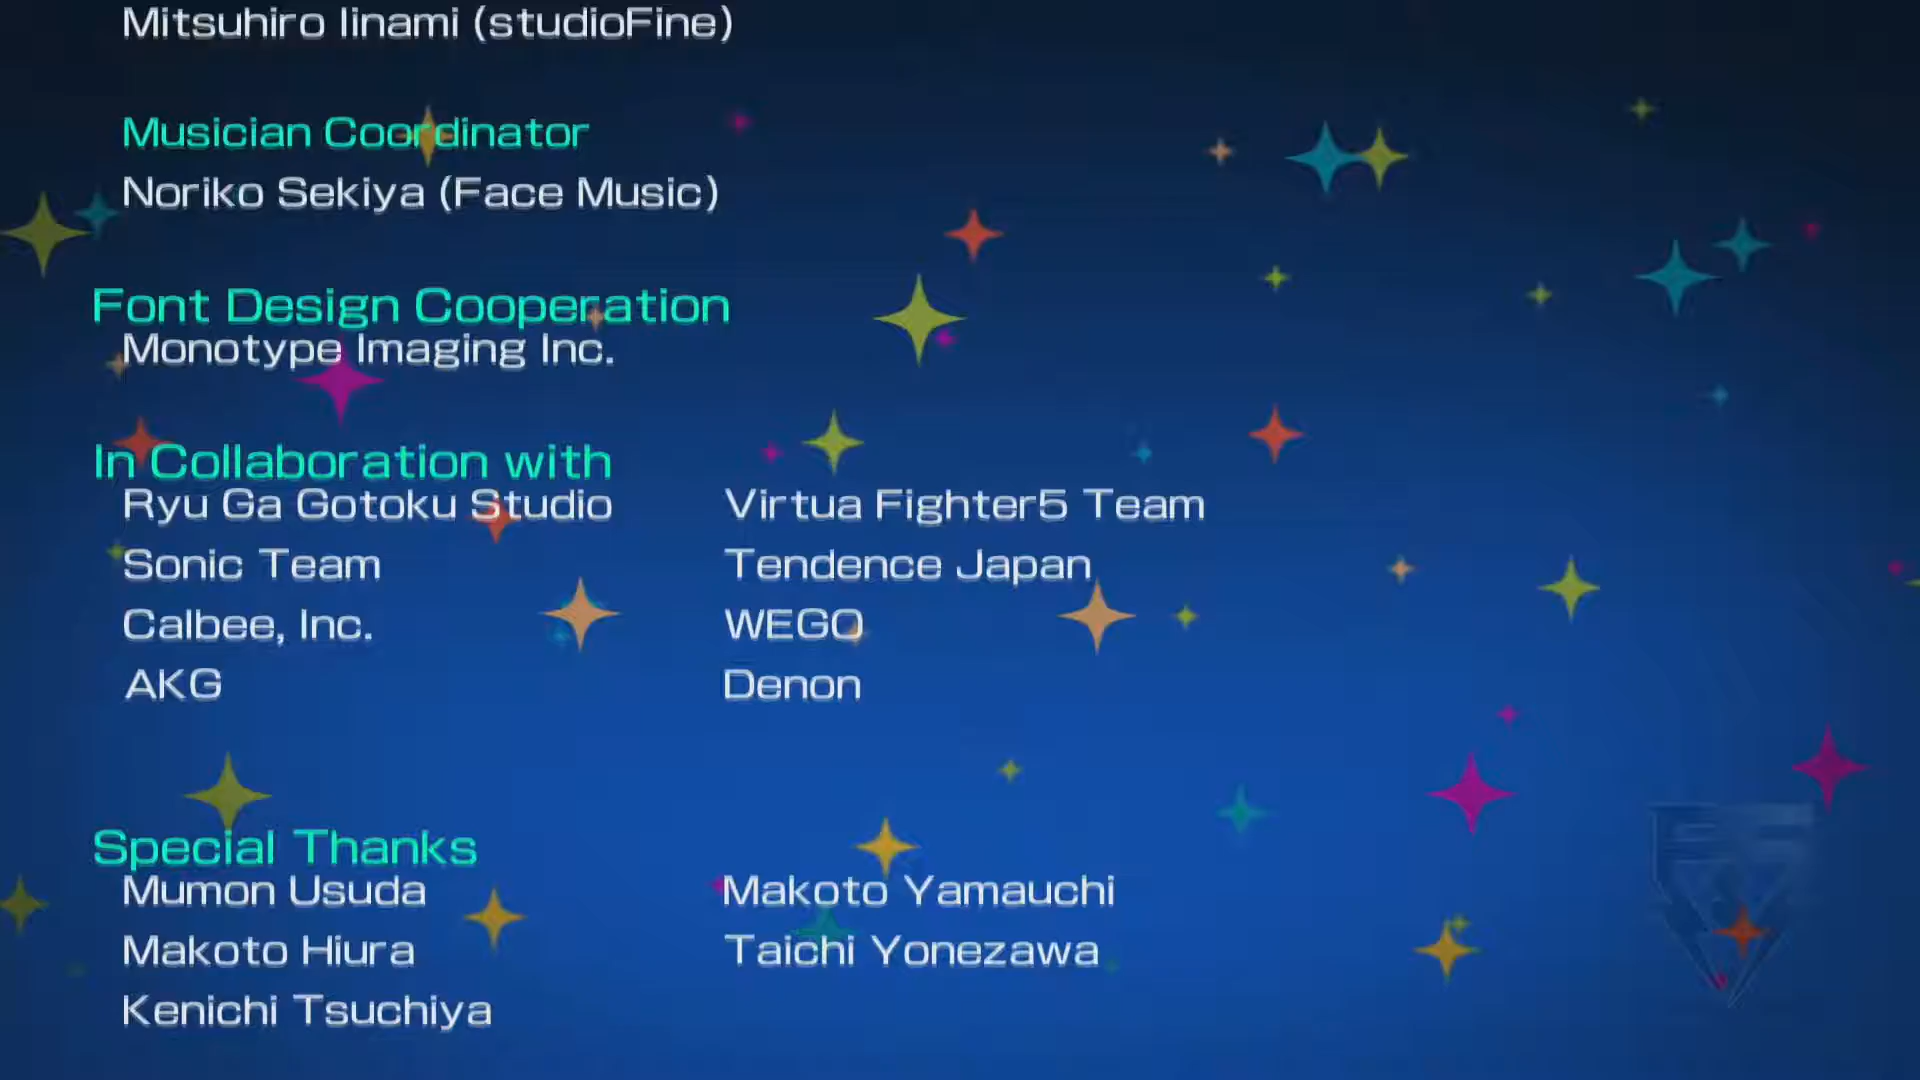 Mitsuhiro Iinami (studioFine)
Musician Coordinator
Noriko Sekiya (Face Music)
Font Design Cooperation
Monotype Imaging Inc.
In Collaboration with
Ryu Ga Gotoku Studio Virtua Fighter5 Team
Sonic Team Tendence Japan
Calbee, Inc. WEGO
AKG Denon
Special Thanks
Mumon Usuda Makoto Yamauchi
Makoto Hiura Taichi Yonezawa
Kenichi Tsuchiya